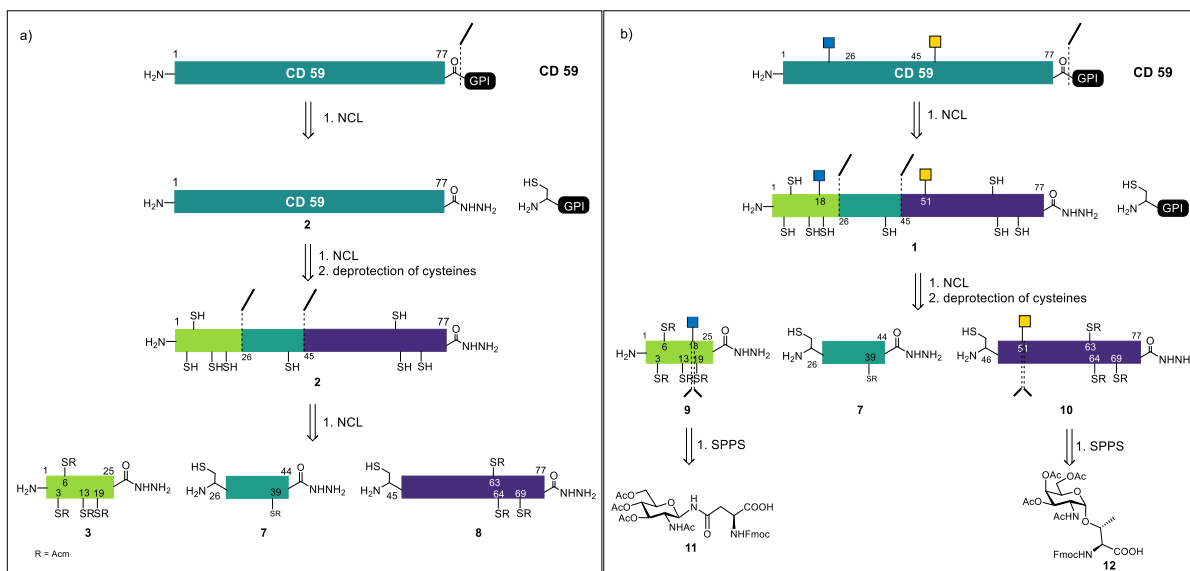 a)
1
77
H₂N
CD 59
O
GPI
CD 59
1. NCL
1
77
H₂N
CD 59
O
NHNH₂
2
HS
H₂N
GPI
1. NCL
2. deprotection of cysteines
1
SH
SH
77
H₂N
O
NHNH₂
SH
SH SH
26
SH
45
SH SH
2
1. NCL
1
SR
25
O
H₂N
6
3
13
19
NHNH₂
SR
SR SR
3
HS
44
O
H₂N
26
39
NHNH₂
SR
7
HS
SR
77
O
H₂N
45
63
64
69
NHNH₂
SR
SR
8
R = Acm
b)
1
26
45
77
H₂N
CD 59
O
GPI
CD 59
1. NCL
1
SH
SH
77
H₂N
18
51
O
NHNH₂
SH
SH SH
26
SH
45
SH SH
1
HS
H₂N
GPI
1. NCL
2. deprotection of cysteines
1
SR
25
O
H₂N
6
18
3
13
19
NHNH₂
SR
SR SR
9
HS
44
O
H₂N
26
39
NHNH₂
SR
7
HS
SR
77
O
H₂N
46
51
63
64
69
NHNH₂
SR
SR
10
1. SPPS
1. SPPS
AcO
AcO
AcO
O
NHAc
H
N
O
COOH
NHFmoc
11
OAc
OAc
AcO
O
AcHN
O
FmocHN
COOH
12